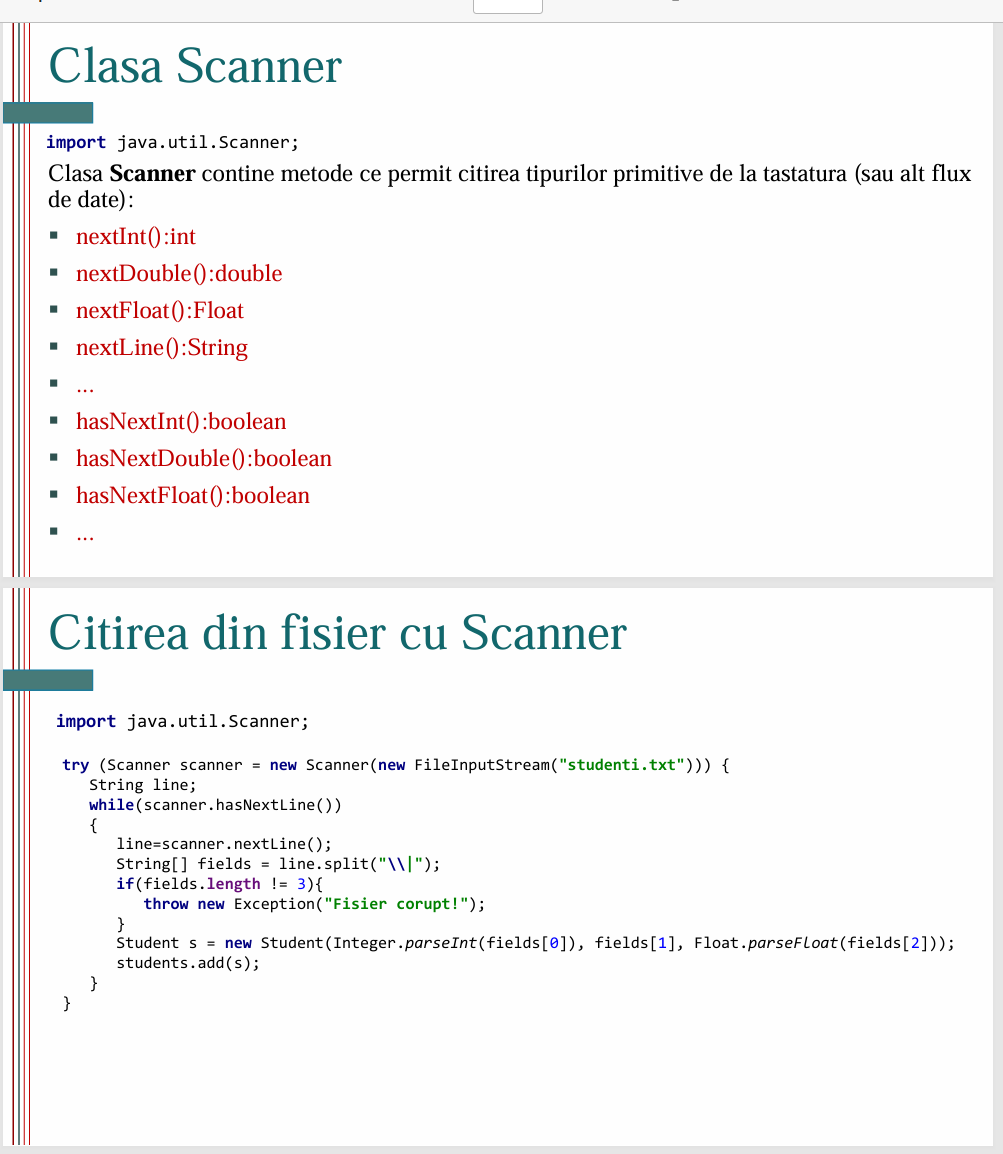 Clasa Scanner
import java.util.Scanner;
Clasa Scanner contine metode ce permit citirea tipurilor primitive de la tastatura (sau alt flux
de date):
▪ nextInt():int
▪ nextDouble():double
▪ nextFloat():Float
▪ nextLine():String
▪ ...
▪ hasNextInt():boolean
▪ hasNextDouble():boolean
▪ hasNextFloat():boolean
▪ ...
Citirea din fisier cu Scanner
import java.util.Scanner;
try (Scanner scanner = new Scanner(new FileInputStream("studenti.txt"))) {
String line;
while(scanner.hasNextLine())
{
line=scanner.nextLine();
String[] fields = line.split("\\|");
if(fields.length != 3){
throw new Exception("Fisier corupt!");
}
Student s = new Student(Integer.parseInt(fields[0]), fields[1], Float.parseFloat(fields[2]));
students.add(s);
}
}